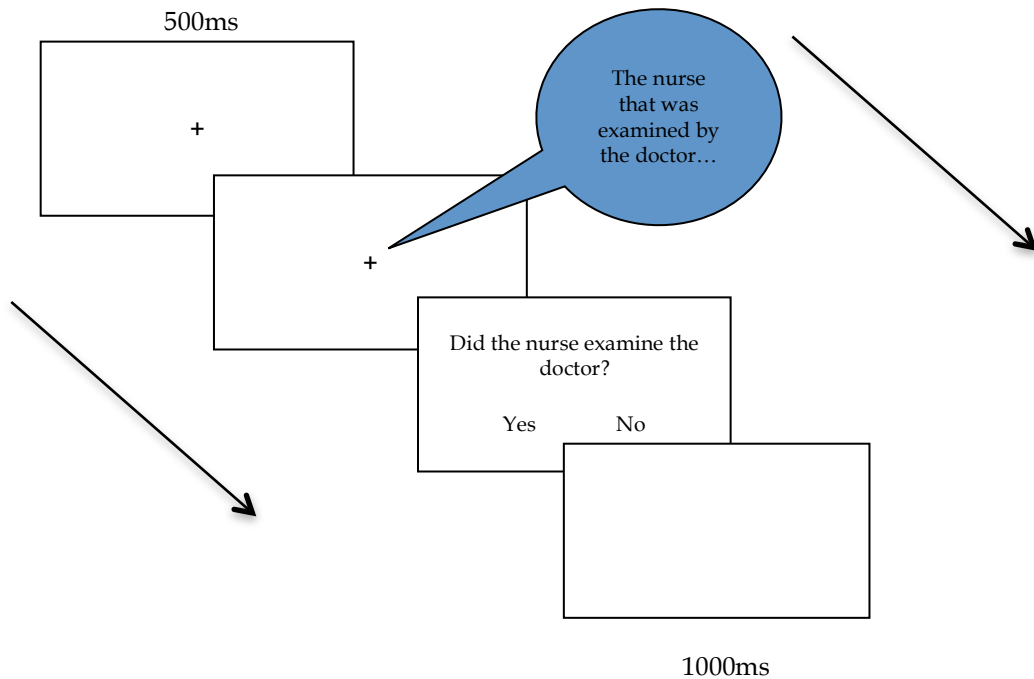 500ms
+
The nurse
that was
examined by
the doctor…
+
Did the nurse examine the
doctor?
Yes No
1000ms